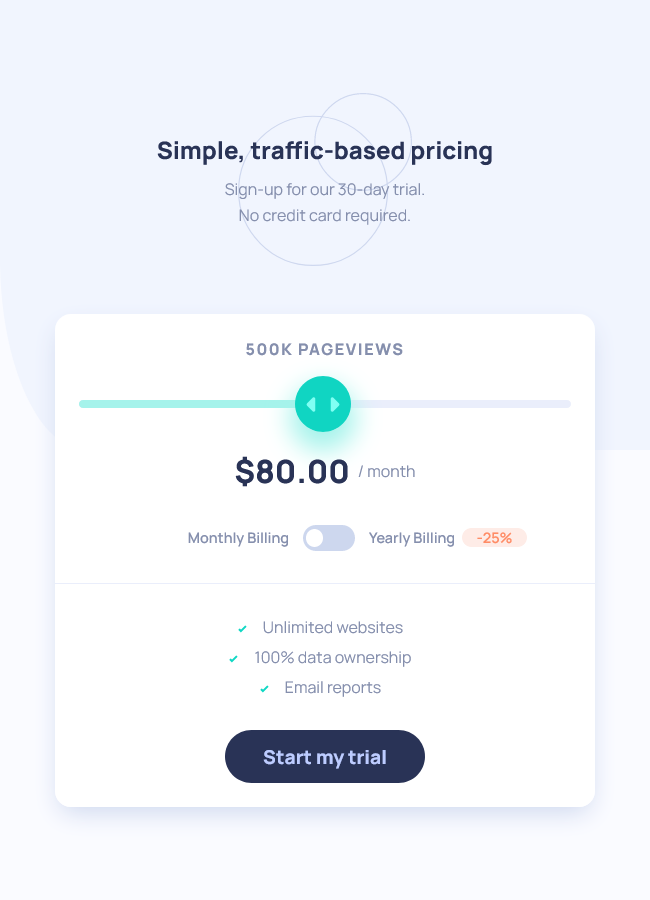 Simple, traffic-based pricing
Sign-up for our 30-day trial.
No credit card required.
500K PAGEVIEWS
$80.00 / month
Monthly Billing Yearly Billing -25%
Unlimited websites
100% data ownership
Email reports
Start my trial